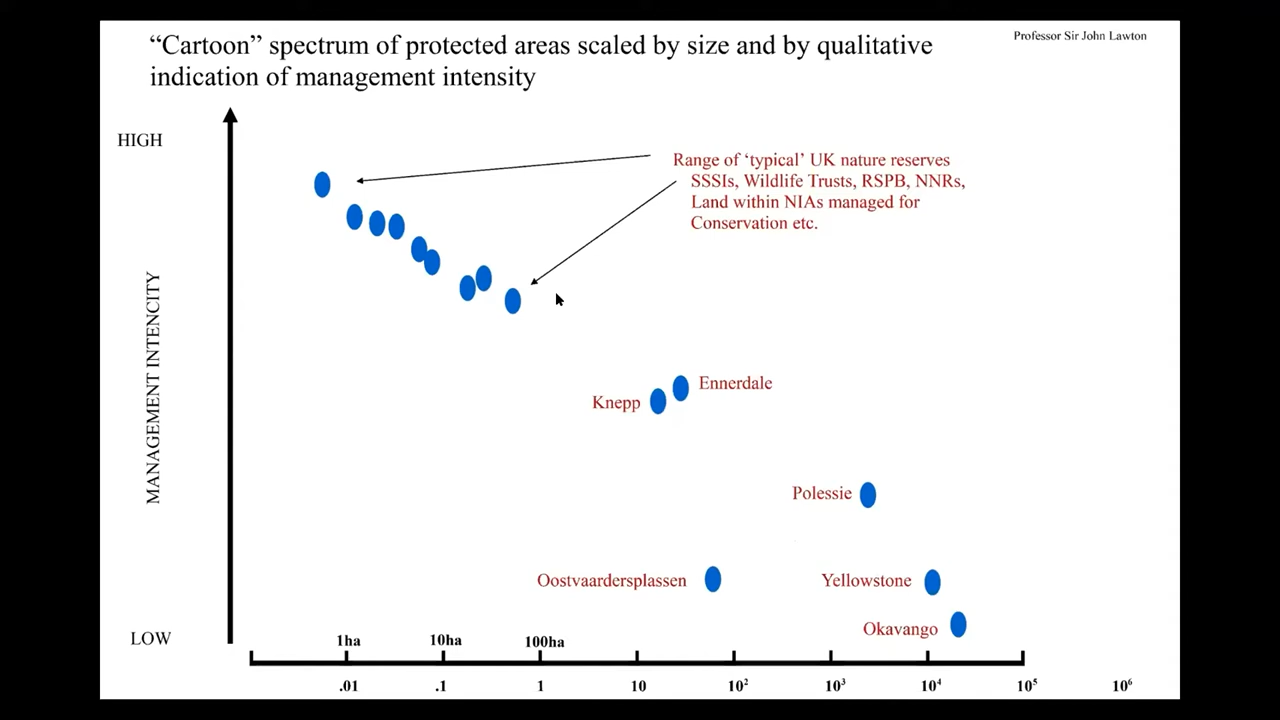 “Cartoon” spectrum of protected areas scaled by size and by qualitative
indication of management intensity
Professor Sir John Lawton
HIGH
Range of ‘typical’ UK nature reserves
SSSIs, Wildlife Trusts, RSPB, NNRs,
Land within NIAs managed for
Conservation etc.
MANAGEMENT INTENCITY
Ennerdale
Knepp
Polessie
Oostvaardersplassen
Yellowstone
Okavango
LOW
1ha 10ha 100ha
.01 .1 1 10 10² 10³ 10⁴ 10⁵ 10⁶